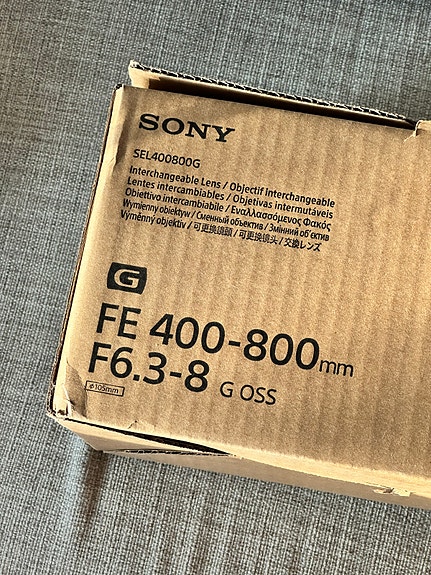 SONY
SEL400800G
Interchangeable Lens / Objectif Interchangeable
Lentes intercambiables / Objetivas intermutáveis
Obiettivo intercambiabile / Εναλλασσόμενος Φακός
Wymienny obiektyw / Сменный объектив / Змінний об'єктив
Výměnný objektiv / 可更換鏡頭 / 可更换镜头 / 交換レンズ
G
FE 400-800mm
F6.3-8 G OSS
φ105mm